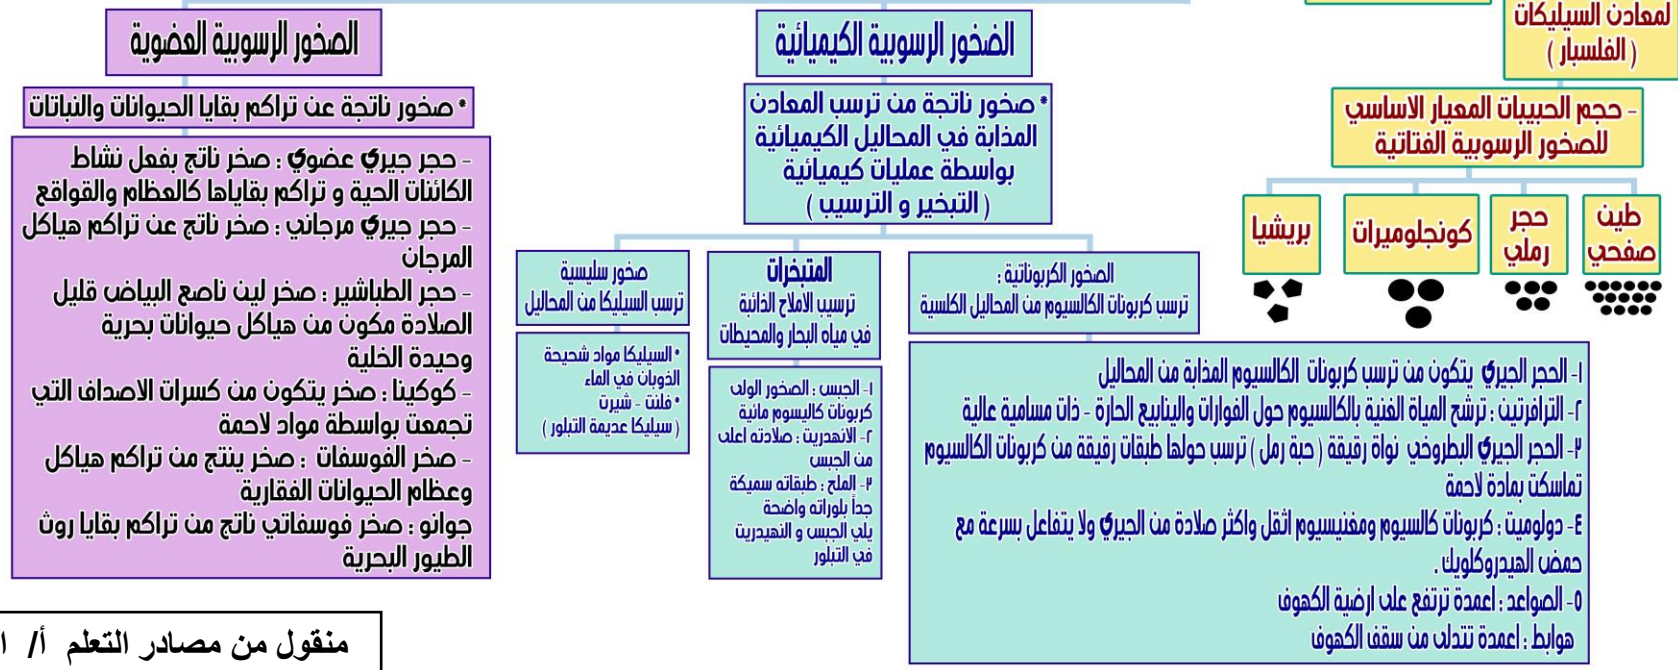 لمعادن السيليكات
( الفلسبار )
- حجم الحبيبات المعيار الاساسي
للصخور الرسوبية الفتاتية
طين
صفحي
حجر
رملي
كونجلوميرات
بريشيا
الضخور الرسوبية الكيميائية
* صخور ناتجة من ترسب المعادن
المذابة في المحاليل الكيميائية
بواسطة عمليات كيميائية
( التبخير و الترسيب )
الصخور الكربوناتية :
ترسب كربونات الكالسيوم من المحاليل الكلسية
١- الحجر الجيري يتكون من ترسب كربونات الكالسيوم المذابة من المحاليل
٢- الترافرتين : ترشح المياة الغنية بالكالسيوم حول الفوارات والينابيع الحارة - ذات مسامية عالية
٣- الحجر الجيري البطروخي نواة رقيقة ( حبة رمل ) ترسب حولها طبقات رقيقة من كربونات الكالسيوم
تماسكت بمادة لاحمة
٤- دولوميت : كربونات كالسيوم ومغنيسيوم اثقل واكثر صلادة من الجيري ولا يتفاعل بسرعة مع
حمض الهيدروكلويك .
٥- الصواعد : اعمدة ترتفع على ارضية الكهوف
هوابط : اعمدة تتدلى من سقف الكهوف
المتبخرات
ترسيب الاملاح الذائبة
في مياه البحار والمحيطات
١- الجبس : الصخور الولى
كربونات كاليسوم مائية
٢- الانهدريت : صلادته اعلى
من الجبس
٣- الملح : طبقاته سميكة
جداً بلوراته واضحة
يلي الجبس و النهيدريت
في التبلور
صخور سليسية
ترسب السيليكا من المحاليل
* السيليكا مواد شحيحة
الذوبان في الماء
* فلنت - شيرت
( سيليكا عديمة التبلور )
الصخور الرسوبية العضوية
* صخور ناتجة عن تراكم بقايا الحيوانات والنباتات
- حجر جيري عضوي : صخر ناتج بفعل نشاط
الكائنات الحية و تراكم بقاياها كالعظام والقواقع
- حجر جيري مرجاني : صخر ناتج عن تراكم هياكل
المرجان
- حجر الطباشير : صخر لين ناصع البياض قليل
الصلادة مكون من هياكل حيوانات بحرية
وحيدة الخلية
- كوكينا : صخر يتكون من كسرات الاصداف التي
تجمعت بواسطة مواد لاحمة
- صخر الفوسفات : صخر ينتج من تراكم هياكل
وعظام الحيوانات الفقارية
جوانو : صخر فوسفاتي ناتج من تراكم بقايا روث
الطيور البحرية
منقول من مصادر التعلم أ/ ا